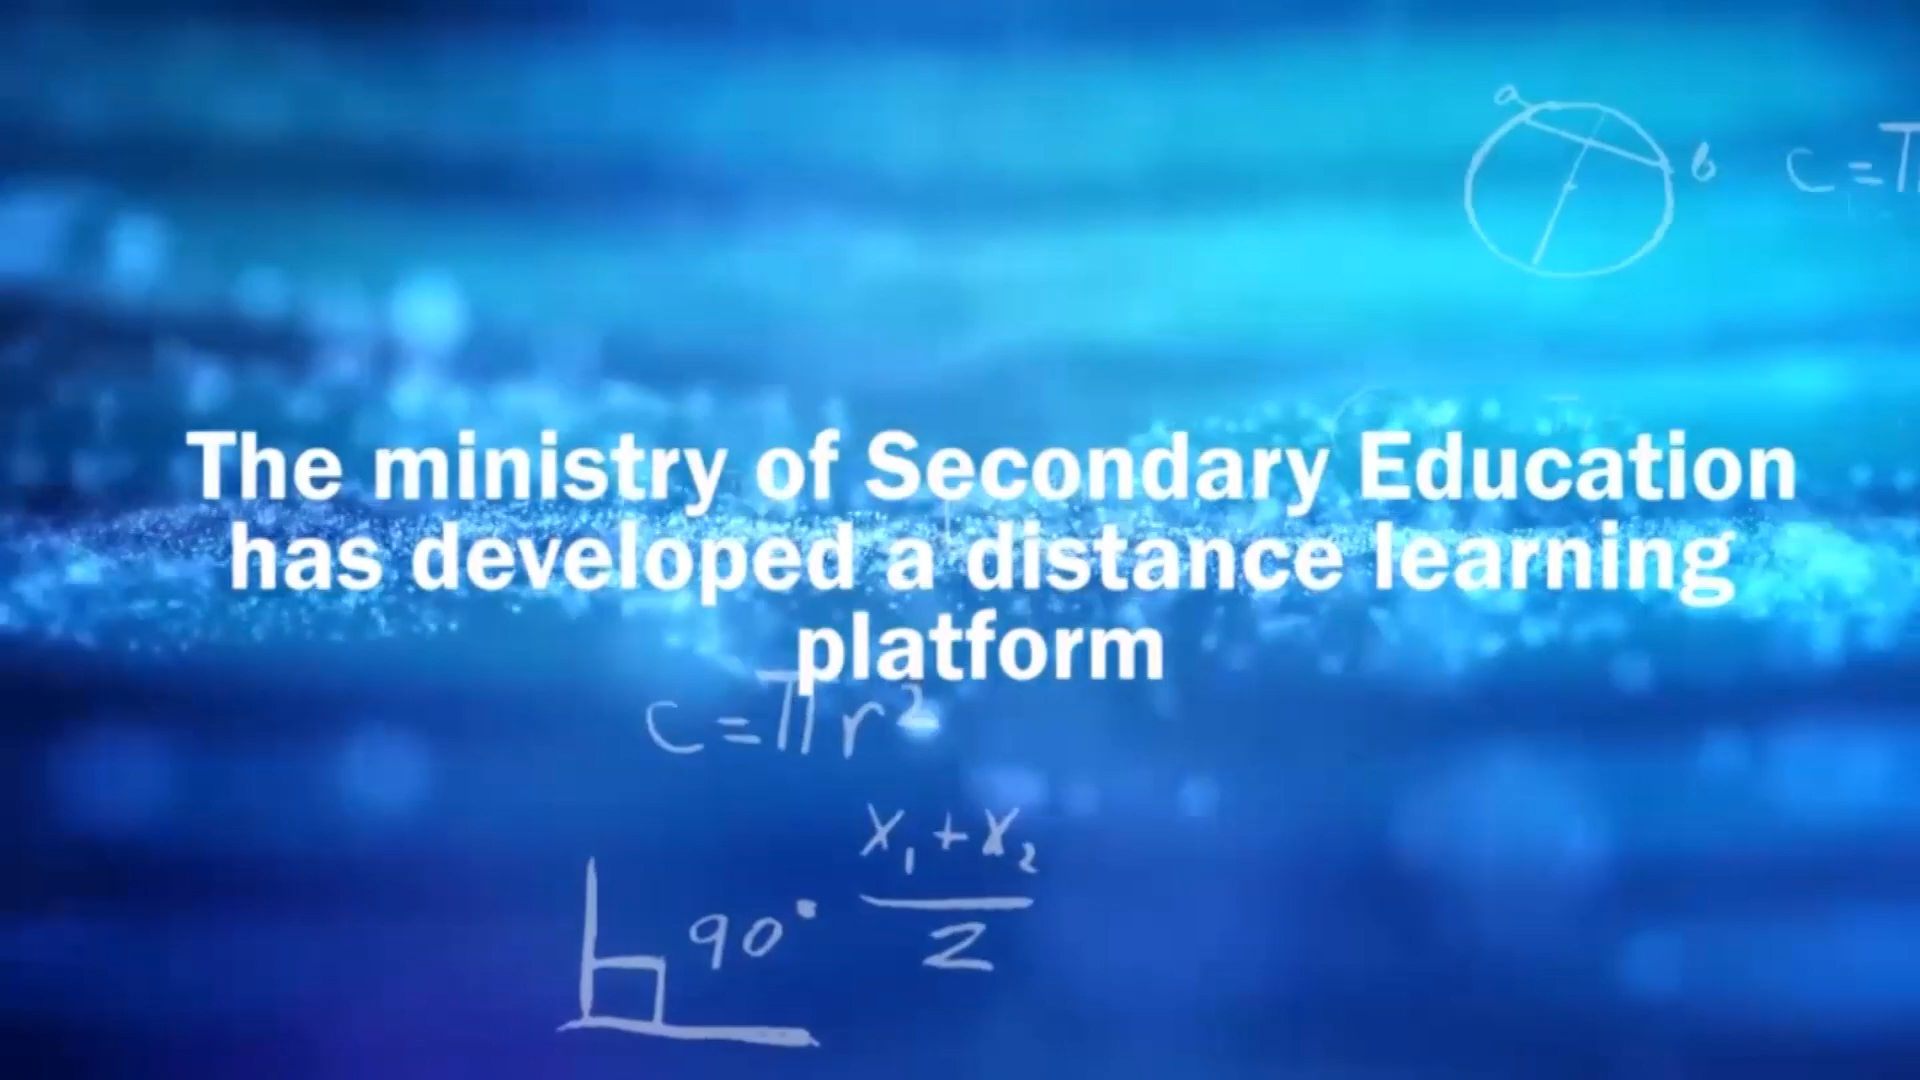 a
b c=π
The ministry of Secondary Education
has developed a distance learning
platform
c=πr²
x₁+x₂
90°
2